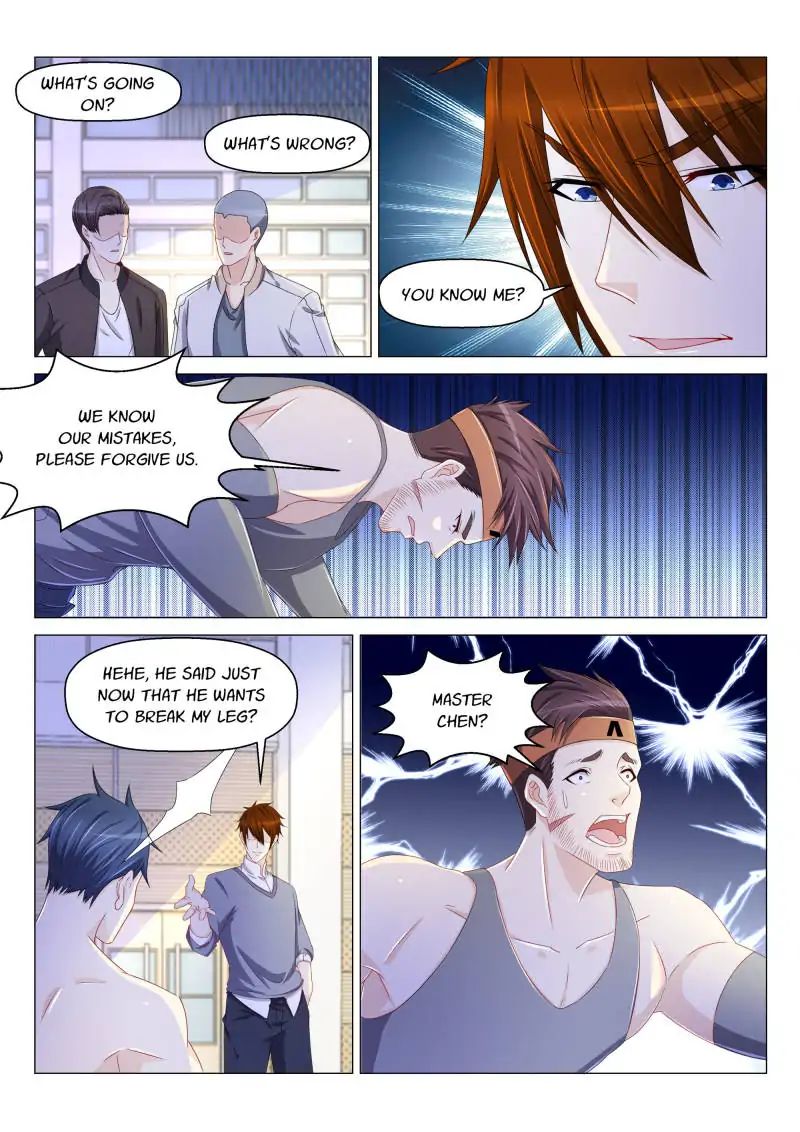 WHAT'S GOING
ON?
WHAT'S WRONG?
YOU KNOW ME?
WE KNOW
OUR MISTAKES,
PLEASE FORGIVE US.
HEHE, HE SAID JUST
NOW THAT HE WANTS
TO BREAK MY LEG?
MASTER
CHEN?